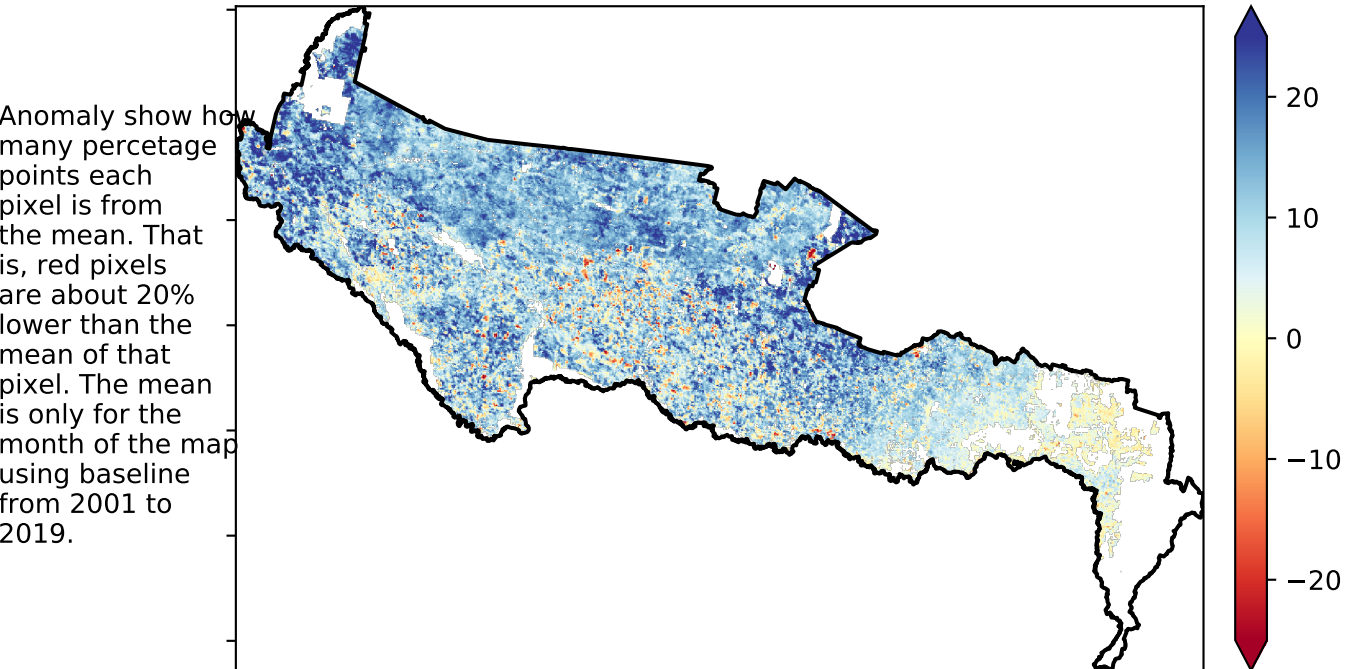 Anomaly show how
many percetage
points each
pixel is from
the mean. That
is, red pixels
are about 20%
lower than the
mean of that
pixel. The mean
is only for the
month of the map
using baseline
from 2001 to
2019.
20
10
0
−10
−20